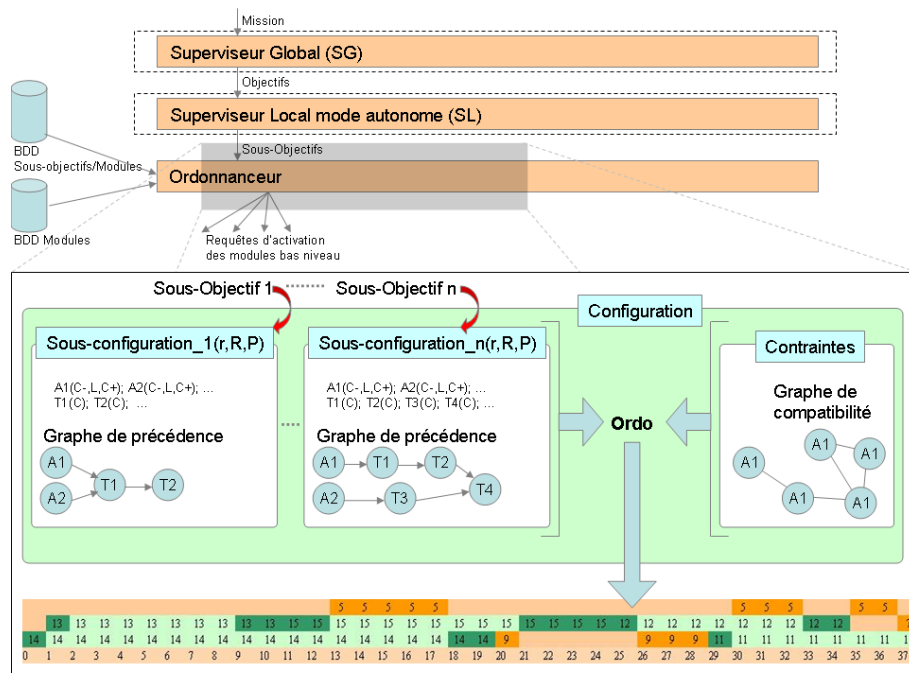 Mission
Superviseur Global (SG)
Objectifs
Superviseur Local mode autonome (SL)
Sous-Objectifs
BDD
Sous-objectifs/Modules
Ordonnanceur
BDD Modules
Requêtes d'activation
des modules bas niveau
Sous-Objectif 1
Sous-Objectif n
Configuration
Sous-configuration_1(r,R,P)
A1(C-,L,C+); A2(C-,L,C+); ...
T1(C); T2(C); ...
Graphe de précédence
A1
A2
T1
T2
Sous-configuration_n(r,R,P)
A1(C-,L,C+); A2(C-,L,C+); ...
T1(C); T2(C); T3(C); T4(C); ...
Graphe de précédence
A1
T1
T2
A2
T3
T4
Ordo
Contraintes
Graphe de
compatibilité
A1
A1
A1
A1
A1
5 5 5 5 5 5 5 5 5 5
13 13 13 13 13 13 13 13 13 13 15 15 15 15 15 15 15 15 15 15 15 15 15 15 12 12 12 12 12 12 12 12 12 12
14 14 14 14 14 14 14 14 14 14 14 14 14 14 14 14 14 14 14 14 9 9 9 9 11 11 11 11 11 11 11 11
0 1 2 3 4 5 6 7 8 9 10 11 12 13 14 15 16 17 18 19 20 21 22 23 24 25 26 27 28 29 30 31 32 33 34 35 36 37